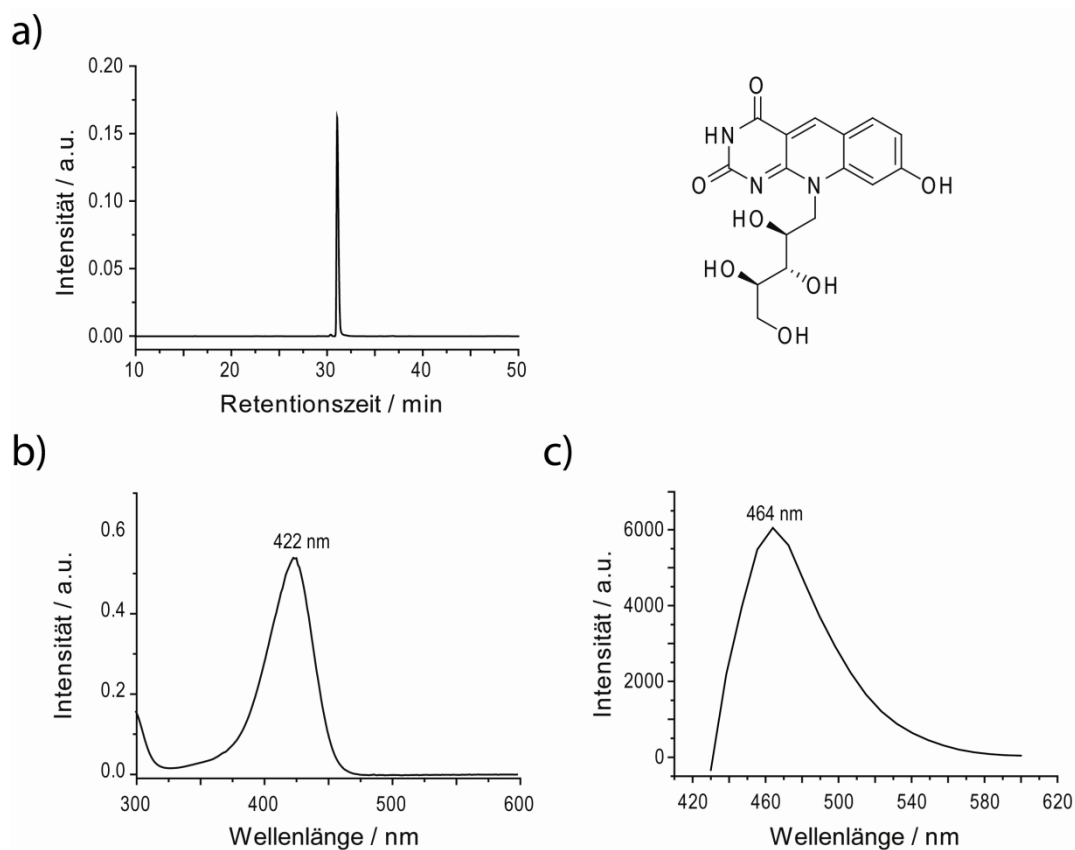 a)
0.20
0.15
0.10
0.05
0.00
Intensität / a.u.
10 20 30 40 50
Retentionszeit / min
O
HN
O
N
N
OH
HO
HO
OH
OH
b)
0.6
0.4
0.2
0.0
Intensität / a.u.
422 nm
300 400 500 600
Wellenlänge / nm
c)
6000
4000
2000
0
Intensität / a.u.
464 nm
420 460 500 540 580 620
Wellenlänge / nm